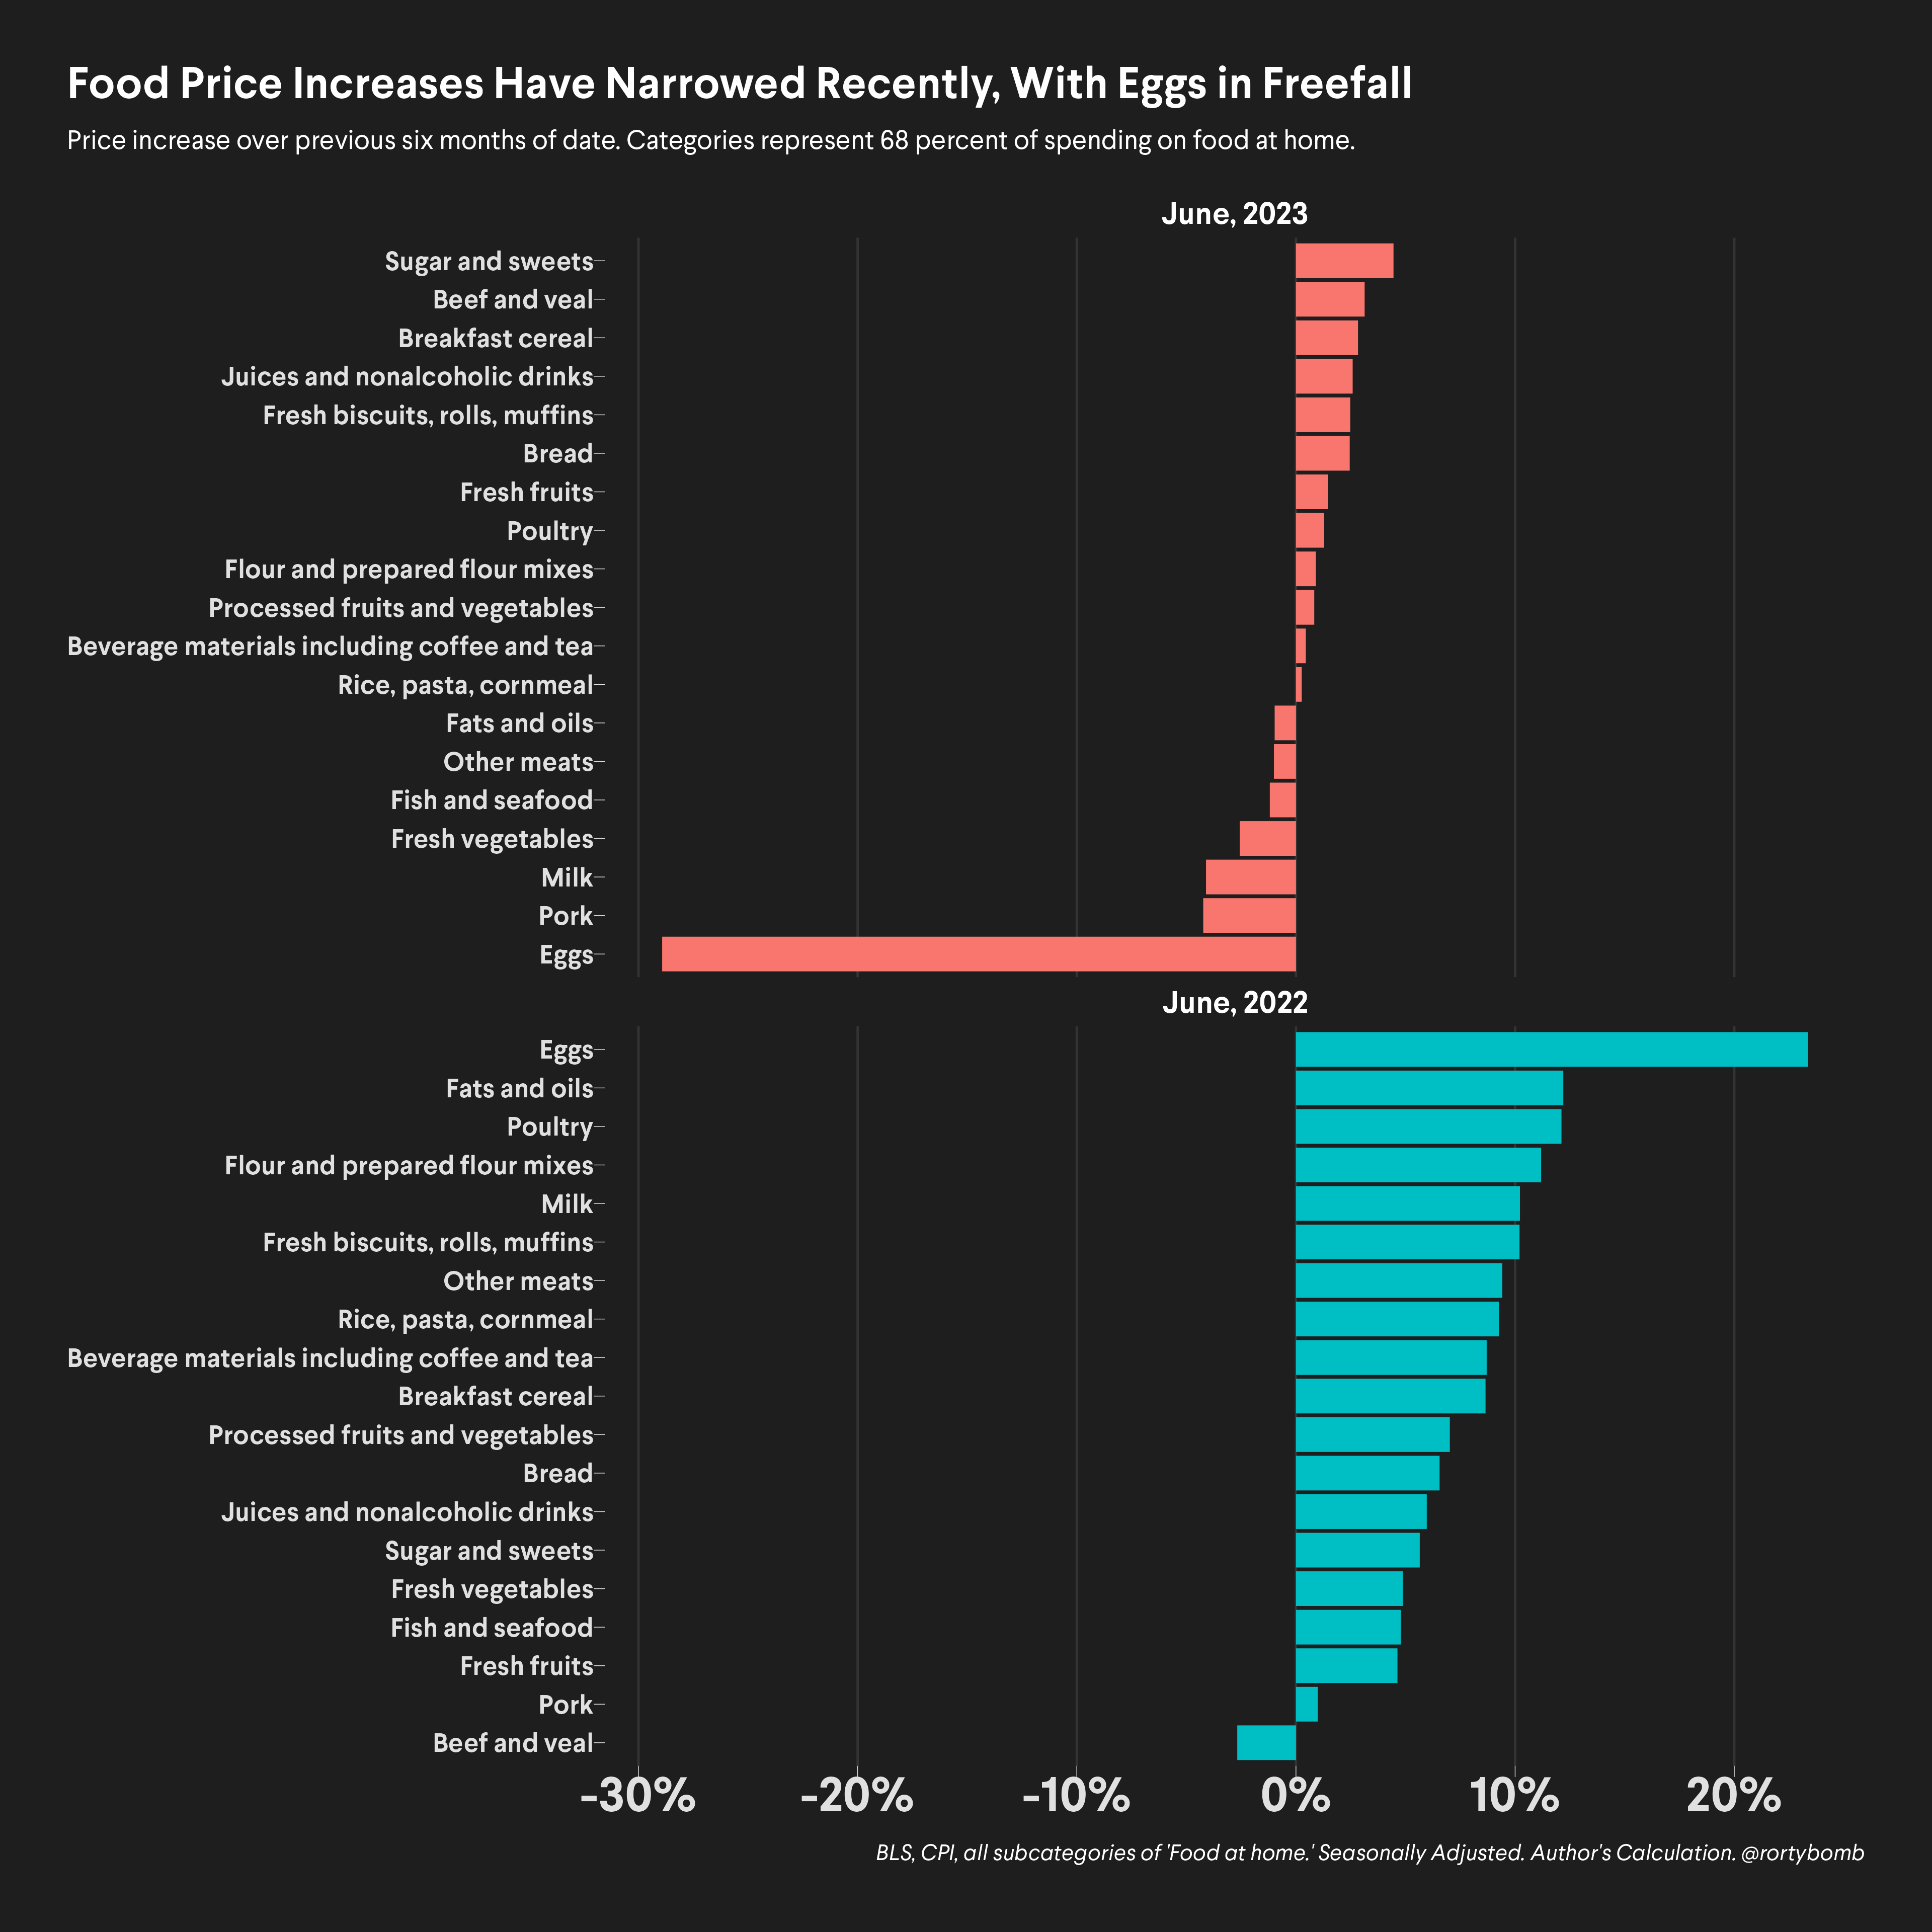 Food Price Increases Have Narrowed Recently, With Eggs in Freefall
Price increase over previous six months of date. Categories represent 68 percent of spending on food at home.
June, 2023
Sugar and sweets
Beef and veal
Breakfast cereal
Juices and nonalcoholic drinks
Fresh biscuits, rolls, muffins
Bread
Fresh fruits
Poultry
Flour and prepared flour mixes
Processed fruits and vegetables
Beverage materials including coffee and tea
Rice, pasta, cornmeal
Fats and oils
Other meats
Fish and seafood
Fresh vegetables
Milk
Pork
Eggs
June, 2022
Eggs
Fats and oils
Poultry
Flour and prepared flour mixes
Milk
Fresh biscuits, rolls, muffins
Other meats
Rice, pasta, cornmeal
Beverage materials including coffee and tea
Breakfast cereal
Processed fruits and vegetables
Bread
Juices and nonalcoholic drinks
Sugar and sweets
Fresh vegetables
Fish and seafood
Fresh fruits
Pork
Beef and veal
-30% -20% -10% 0% 10% 20%
BLS, CPI, all subcategories of 'Food at home.' Seasonally Adjusted. Author's Calculation. @rortybomb